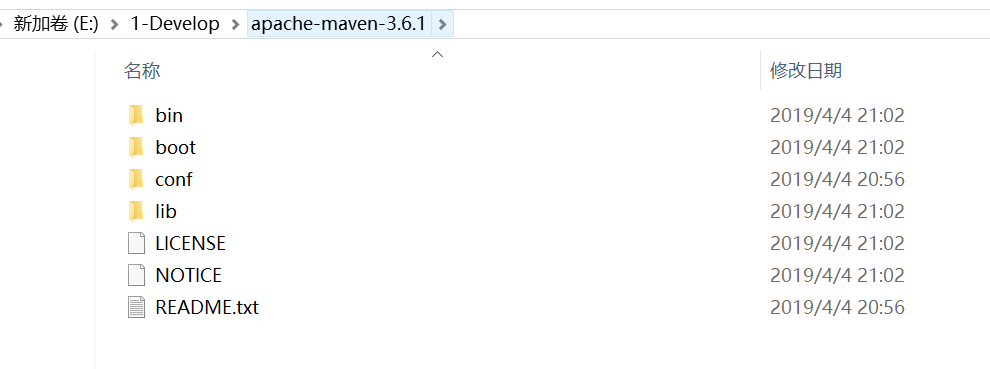 新加卷 (E:) 1-Develop apache-maven-3.6.1
名称 修改日期
bin 2019/4/4 21:02
boot 2019/4/4 21:02
conf 2019/4/4 20:56
lib 2019/4/4 21:02
LICENSE 2019/4/4 21:02
NOTICE 2019/4/4 21:02
README.txt 2019/4/4 20:56